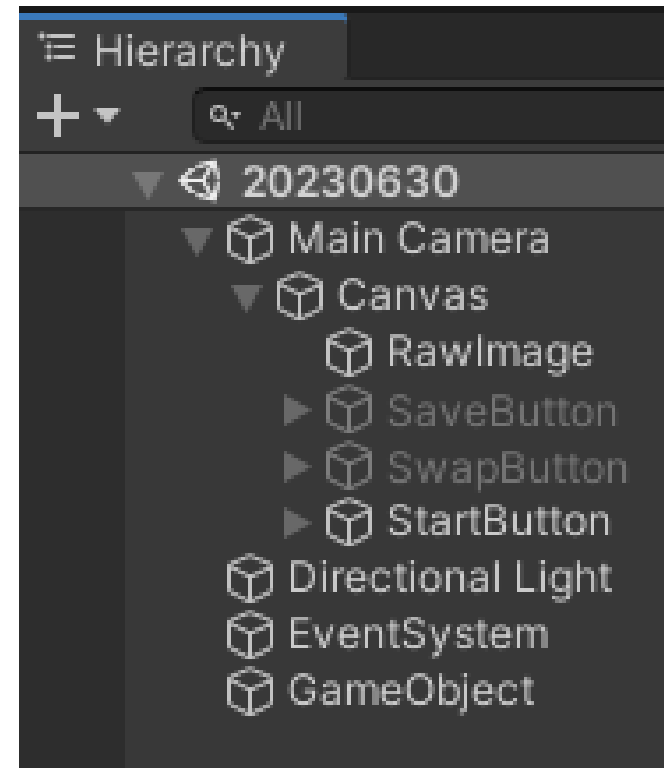 Hierarchy
All
20230630
Main Camera
Canvas
RawImage
SaveButton
SwapButton
StartButton
Directional Light
EventSystem
GameObject